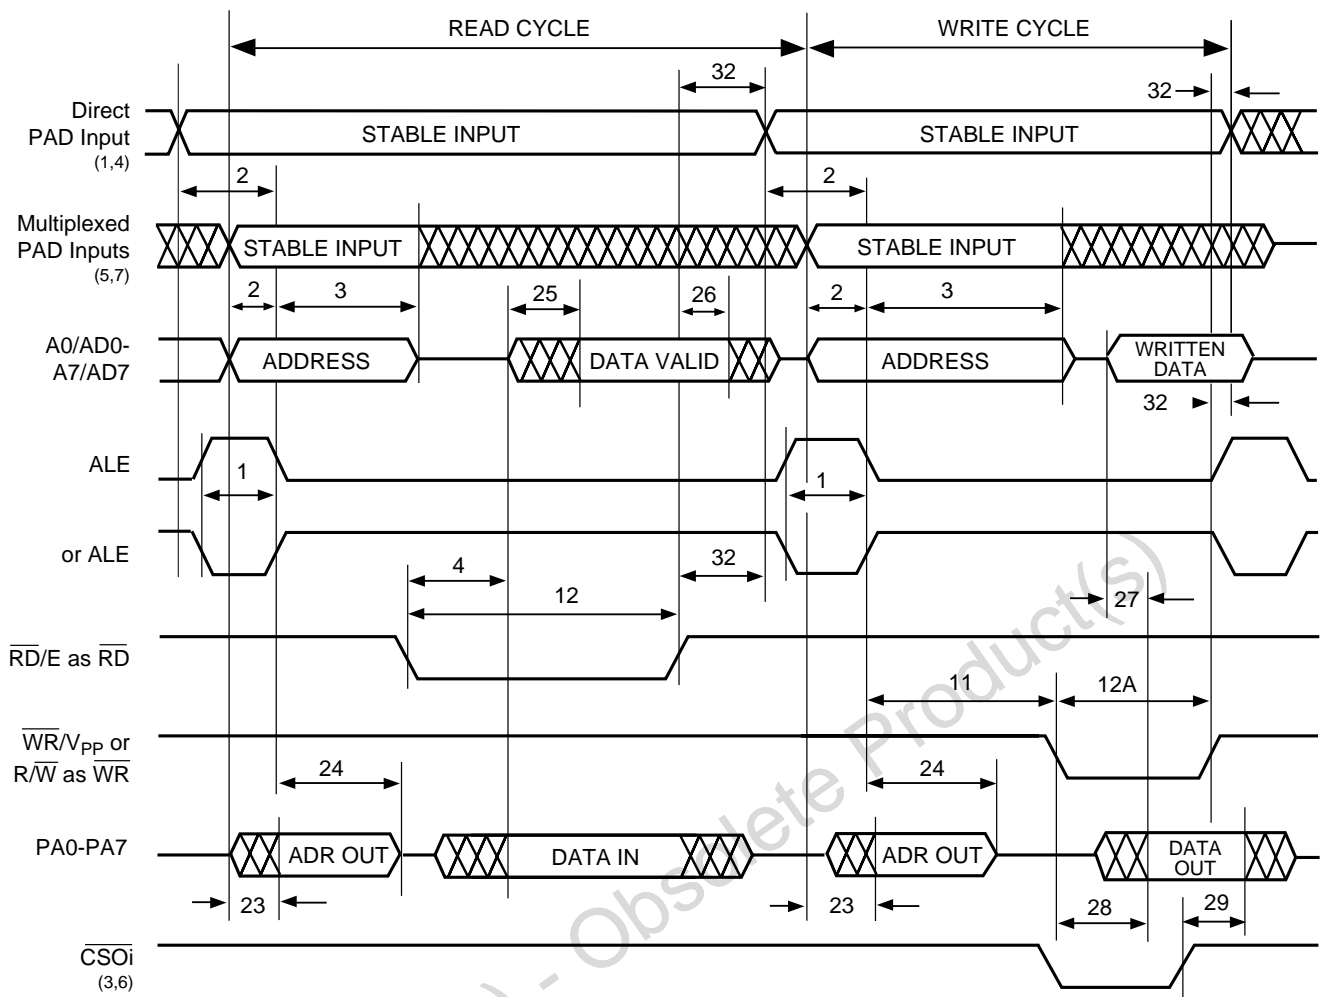 READ CYCLE WRITE CYCLE
32
32
Direct
PAD Input
(1,4)
STABLE INPUT STABLE INPUT
2 2
Multiplexed
PAD Inputs
(5,7)
STABLE INPUT STABLE INPUT
2 3 25 26 2 3
A0/AD0-
A7/AD7
ADDRESS DATA VALID ADDRESS WRITTEN
DATA
32
ALE
1 1
or ALE
4 32
12 27
RD/E as RD
11 12A
WR/VPP or
R/W as WR
24 24
PA0-PA7
ADR OUT DATA IN ADR OUT DATA
OUT
23 23 28 29
CSOi
(3,6)
) - Obsolete Product(s)